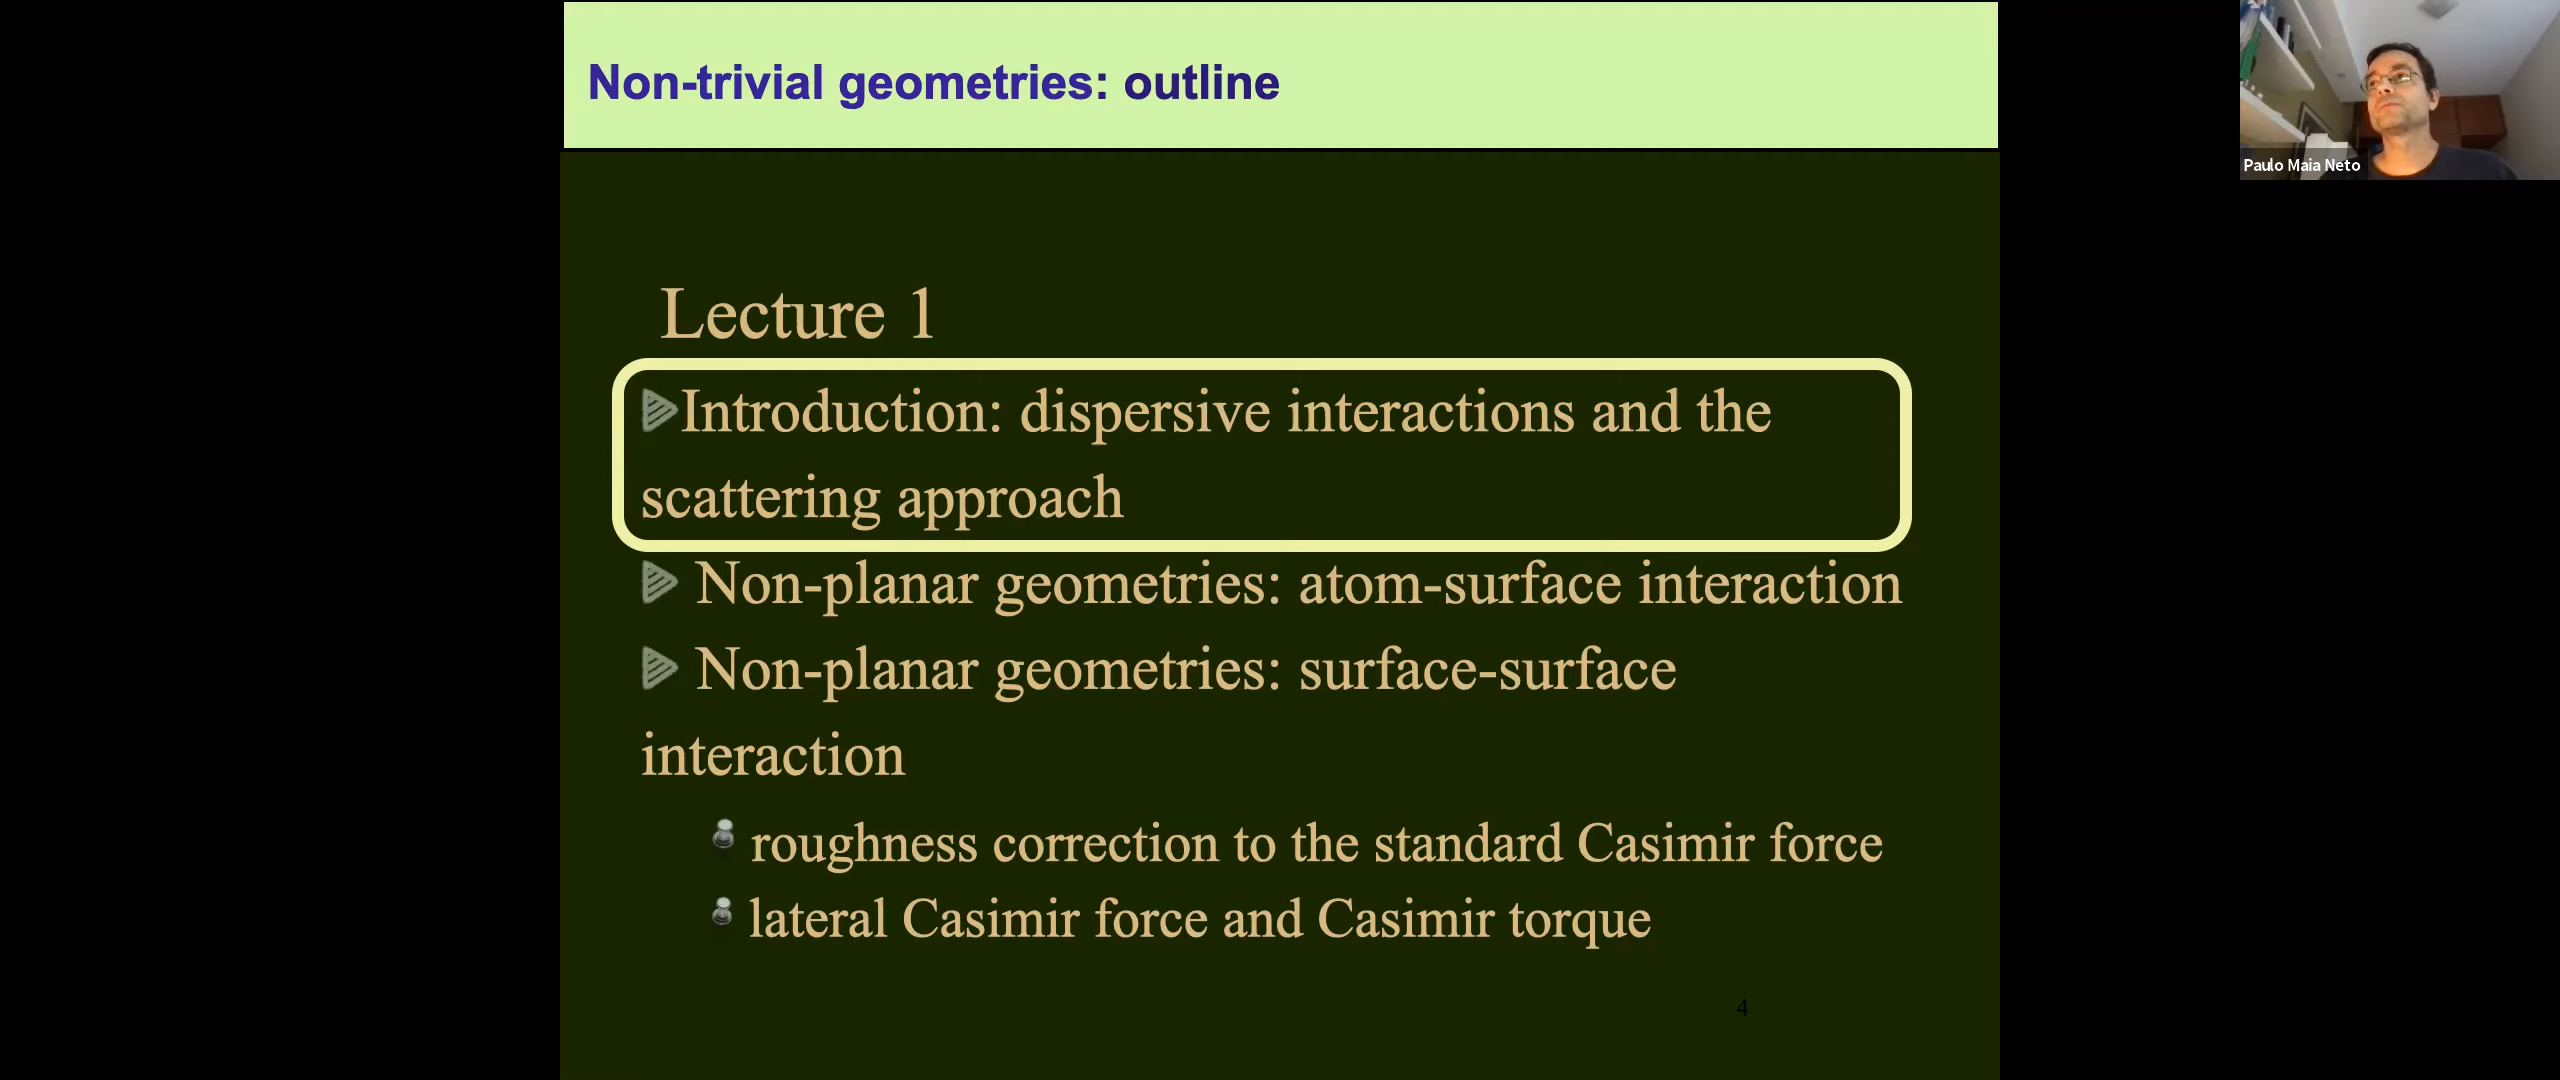 Non-trivial geometries: outline
Paulo Maia Neto
Lecture 1
Introduction: dispersive interactions and the
scattering approach
Non-planar geometries: atom-surface interaction
Non-planar geometries: surface-surface
interaction
roughness correction to the standard Casimir force
lateral Casimir force and Casimir torque
4